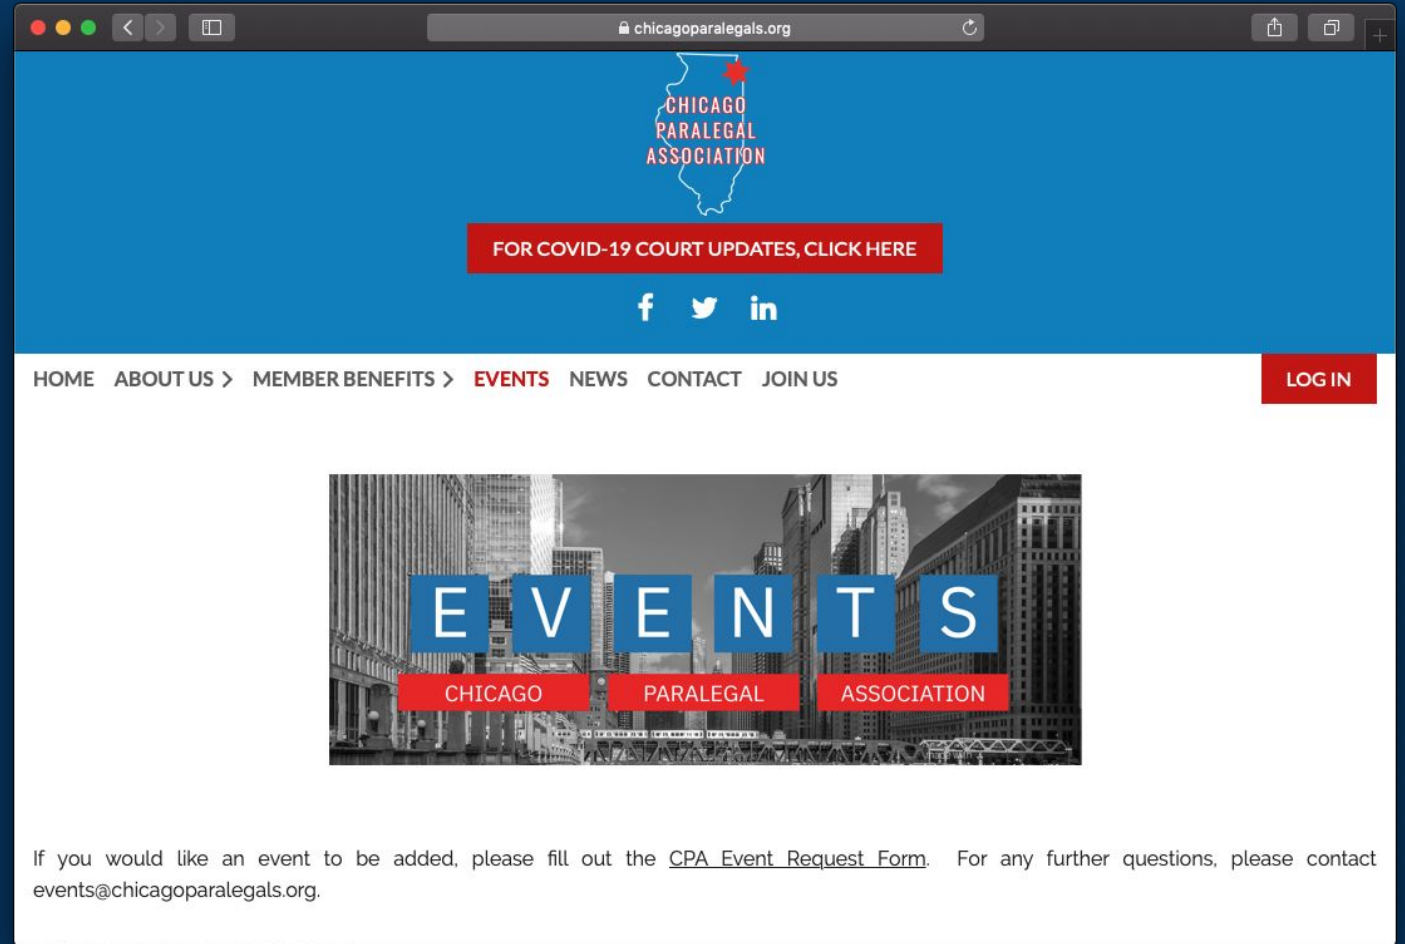 chicagoparalegals.org
CHICAGO
PARALEGAL
ASSOCIATION
FOR COVID-19 COURT UPDATES, CLICK HERE
HOME ABOUT US MEMBER BENEFITS EVENTS NEWS CONTACT JOIN US LOG IN
EVENTS
CHICAGO PARALEGAL ASSOCIATION
If you would like an event to be added, please fill out the CPA Event Request Form. For any further questions, please contact
events@chicagoparalegals.org.